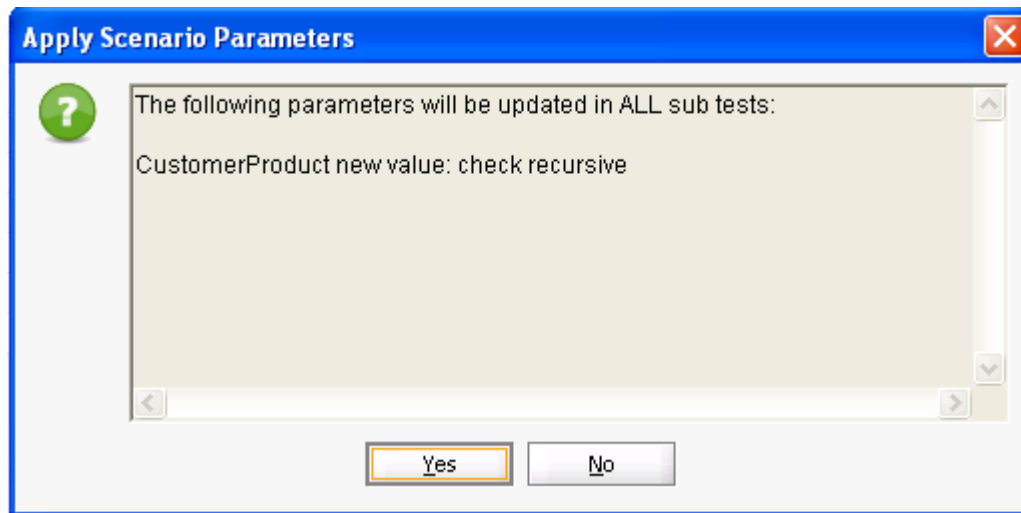 Apply Scenario Parameters
The following parameters will be updated in ALL sub tests:
CustomerProduct new value: check recursive
Yes
No